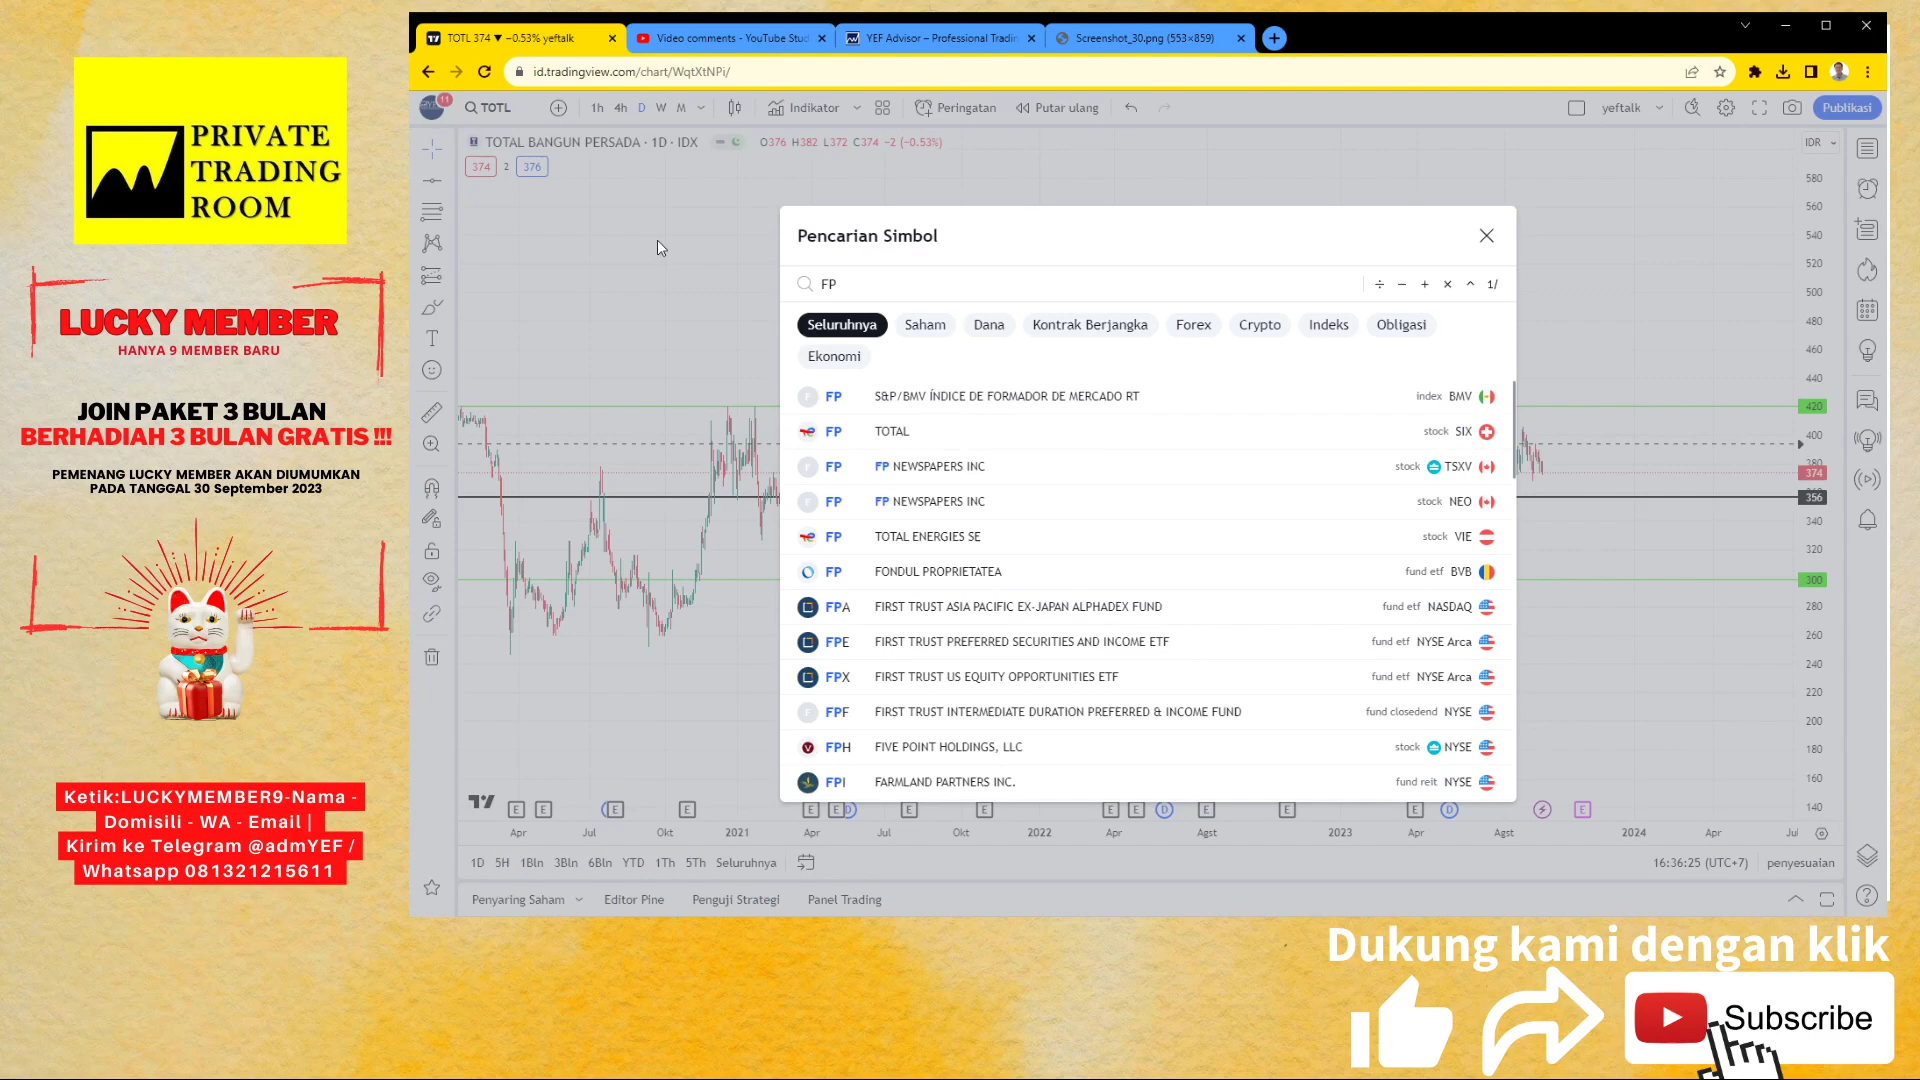 PRIVATE
TRADING
ROOM
LUCKY MEMBER
HANYA 9 MEMBER BARU
JOIN PAKET 3 BULAN
BERHADIAH 3 BULAN GRATIS !!!
PEMENANG LUCKY MEMBER AKAN DIUMUMKAN
PADA TANGGAL 30 September 2023
Ketik:LUCKYMEMBER9-Nama -
Domisili - WA - Email |
Kirim ke Telegram @admYEF /
Whatsapp 081321215611
TOTL 374 ▼ −0.53% yeftalk
Video comments - YouTube Stud
YEF Advisor – Professional Tradin
Screenshot_30.png (553×859)
id.tradingview.com/chart/WqtXtNPi/
11
TOTL
1h 4h D W M
Indikator
Peringatan
Putar ulang
yeftalk
Publikasi
TOTAL BANGUN PERSADA · 1D · IDX
O376 H382 L372 C374 −2 (−0.53%)
IDR
374 2 376
Pencarian Simbol
FP
÷ − + × ^ 1/
Seluruhnya Saham Dana Kontrak Berjangka Forex Crypto Indeks Obligasi
Ekonomi
FP S&P/BMV ÍNDICE DE FORMADOR DE MERCADO RT index BMV
FP TOTAL stock SIX
FP FP NEWSPAPERS INC stock TSXV
FP FP NEWSPAPERS INC stock NEO
FP TOTAL ENERGIES SE stock VIE
FP FONDUL PROPRIETATEA fund etf BVB
FPA FIRST TRUST ASIA PACIFIC EX-JAPAN ALPHADEX FUND fund etf NASDAQ
FPE FIRST TRUST PREFERRED SECURITIES AND INCOME ETF fund etf NYSE Arca
FPX FIRST TRUST US EQUITY OPPORTUNITIES ETF fund etf NYSE Arca
FPF FIRST TRUST INTERMEDIATE DURATION PREFERRED & INCOME FUND fund closedend NYSE
FPH FIVE POINT HOLDINGS, LLC stock NYSE
FPI FARMLAND PARTNERS INC. fund reit NYSE
580
560
540
520
500
480
460
440
420
400
380
374
356
340
320
300
280
260
240
220
200
180
160
140
E E E E E E D E E E E D E E E D E
Apr Jul Okt 2021 Apr Jul Okt 2022 Apr Agst 2023 Apr Agst 2024 Apr Jul
1D 5H 1Bln 3Bln 6Bln YTD 1Th 5Th Seluruhnya
16:36:25 (UTC+7) penyesuaian
Penyaring Saham Editor Pine Penguji Strategi Panel Trading
Dukung kami dengan klik
Subscribe